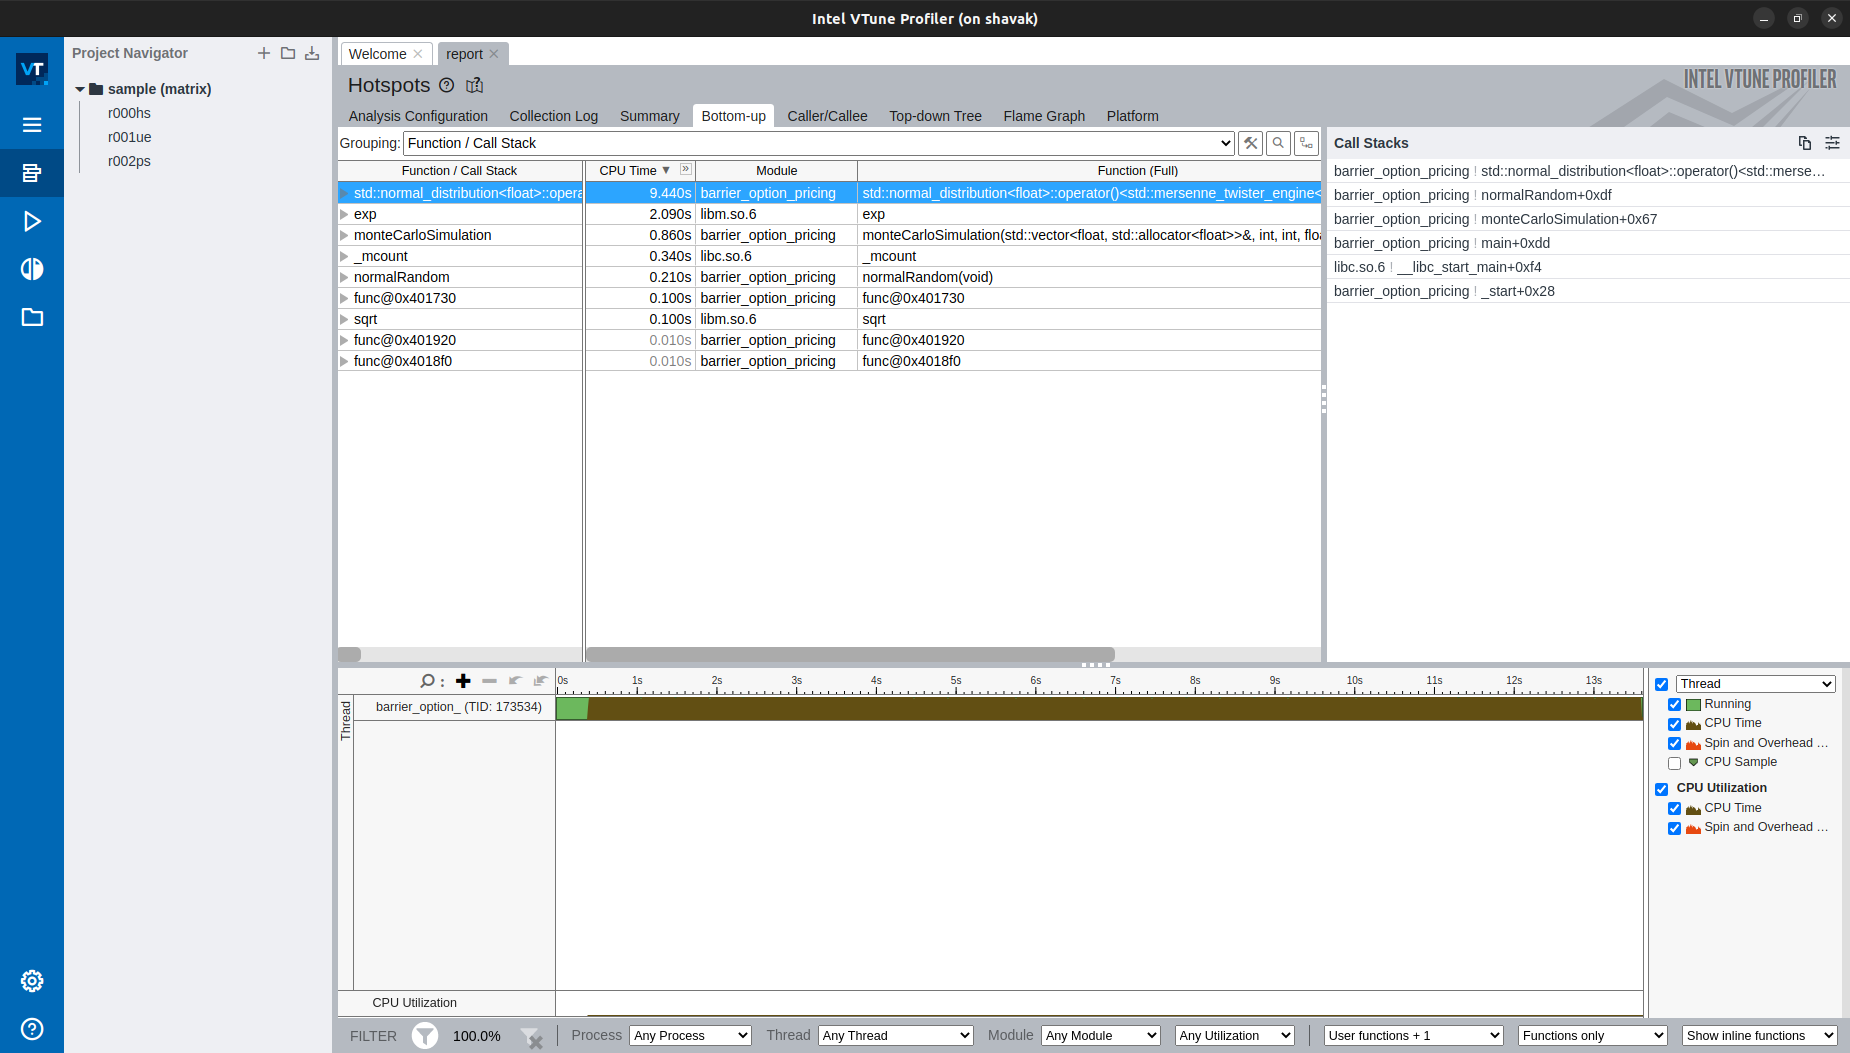 Intel VTune Profiler (on shavak)
VT
Project Navigator
sample (matrix)
r000hs
r001ue
r002ps
Welcome
report
Hotspots
INTEL VTUNE PROFILER
Analysis Configuration Collection Log Summary Bottom-up Caller/Callee Top-down Tree Flame Graph Platform
Grouping: Function / Call Stack
Function / Call Stack CPU Time ▼ » Module Function (Full)
std::normal_distribution<float>::opera 9.440s barrier_option_pricing std::normal_distribution<float>::operator()<std::mersenne_twister_engine<
exp 2.090s libm.so.6 exp
monteCarloSimulation 0.860s barrier_option_pricing monteCarloSimulation(std::vector<float, std::allocator<float>>&, int, int, floa
_mcount 0.340s libc.so.6 _mcount
normalRandom 0.210s barrier_option_pricing normalRandom(void)
func@0x401730 0.100s barrier_option_pricing func@0x401730
sqrt 0.100s libm.so.6 sqrt
func@0x401920 0.010s barrier_option_pricing func@0x401920
func@0x4018f0 0.010s barrier_option_pricing func@0x4018f0
Call Stacks
barrier_option_pricing ! std::normal_distribution<float>::operator()<std::merse…
barrier_option_pricing ! normalRandom+0xdf
barrier_option_pricing ! monteCarloSimulation+0x67
barrier_option_pricing ! main+0xdd
libc.so.6 ! __libc_start_main+0xf4
barrier_option_pricing ! _start+0x28
0s 1s 2s 3s 4s 5s 6s 7s 8s 9s 10s 11s 12s 13s
Thread
barrier_option_ (TID: 173534)
CPU Utilization
Thread
Running
CPU Time
Spin and Overhead …
CPU Sample
CPU Utilization
CPU Time
Spin and Overhead …
FILTER 100.0% Process Any Process Thread Any Thread Module Any Module Any Utilization User functions + 1 Functions only Show inline functions